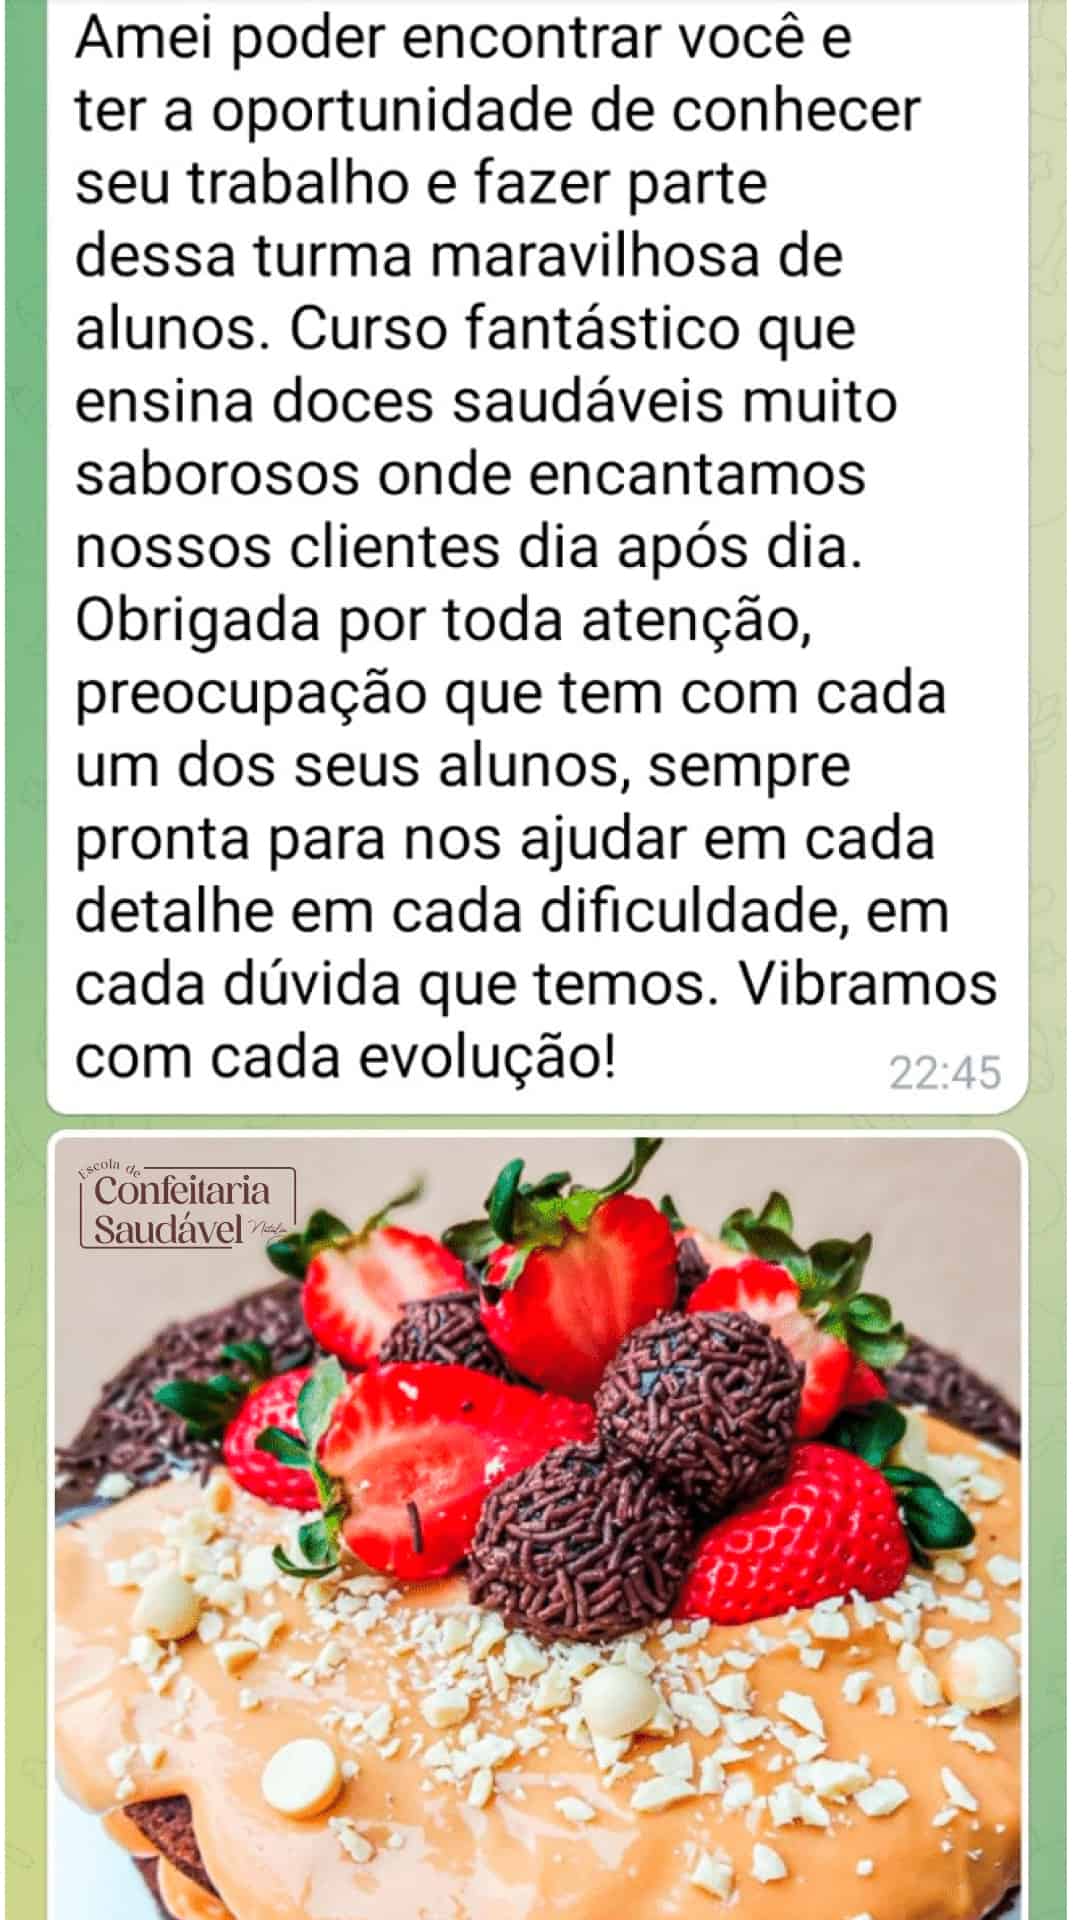 Amei poder encontrar você e
ter a oportunidade de conhecer
seu trabalho e fazer parte
dessa turma maravilhosa de
alunos. Curso fantástico que
ensina doces saudáveis muito
saborosos onde encantamos
nossos clientes dia após dia.
Obrigada por toda atenção,
preocupação que tem com cada
um dos seus alunos, sempre
pronta para nos ajudar em cada
detalhe em cada dificuldade, em
cada dúvida que temos. Vibramos
com cada evolução!
22:45
Escola de
Confeitaria
Saudável